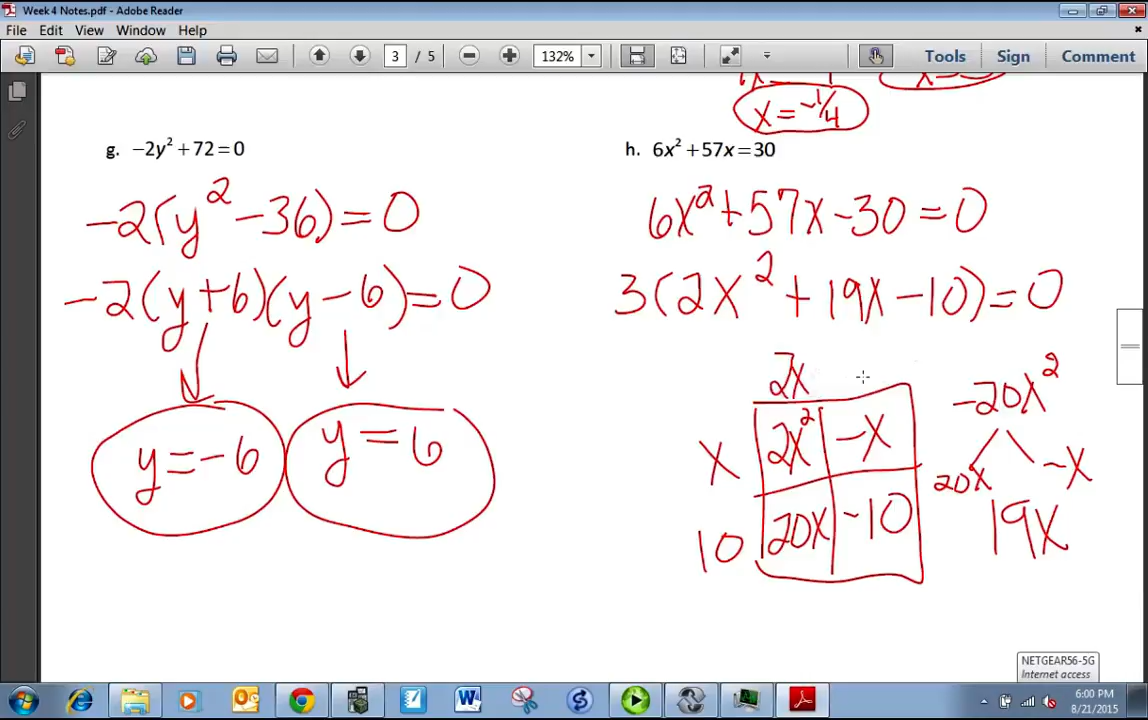 Week 4 Notes.pdf - Adobe Reader
File Edit View Window Help
3 / 5 132% Tools Sign Comment
x = -1/4
g. −2y² + 72 = 0
-2(y² - 36) = 0
-2(y+6)(y-6) = 0
y = -6 y = 6
h. 6x² + 57x = 30
6x² + 57x - 30 = 0
3(2x² + 19x - 10) = 0
2x
x 2x² -x
10 20x -10
-20x²
20x -x
19x
NETGEAR56-5G
Internet access
6:00 PM
8/21/2015